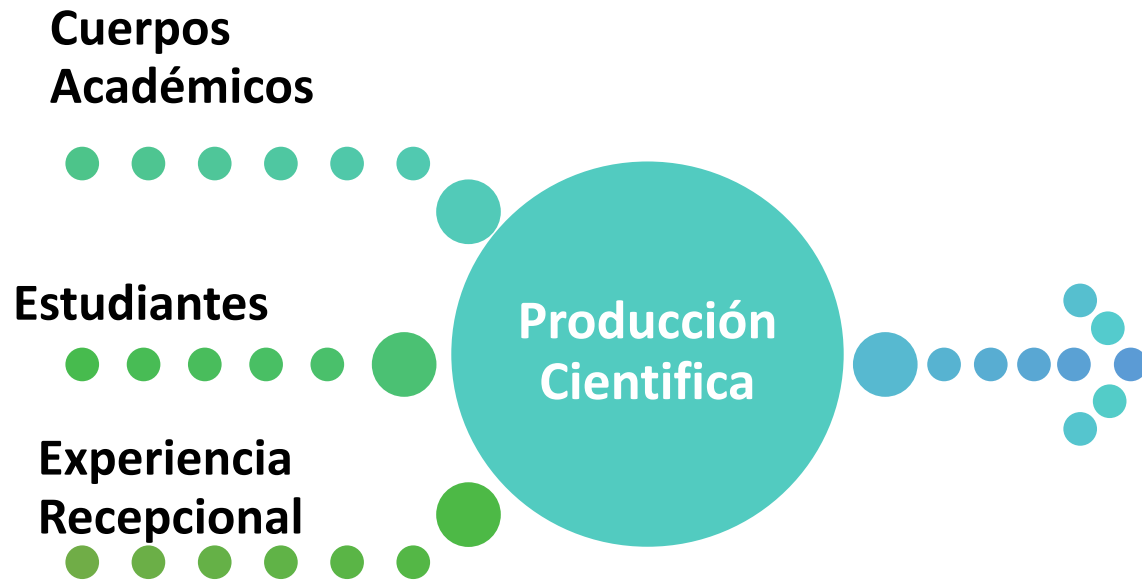 Cuerpos
Académicos
Estudiantes
Producción
Cientifica
Experiencia
Recepcional